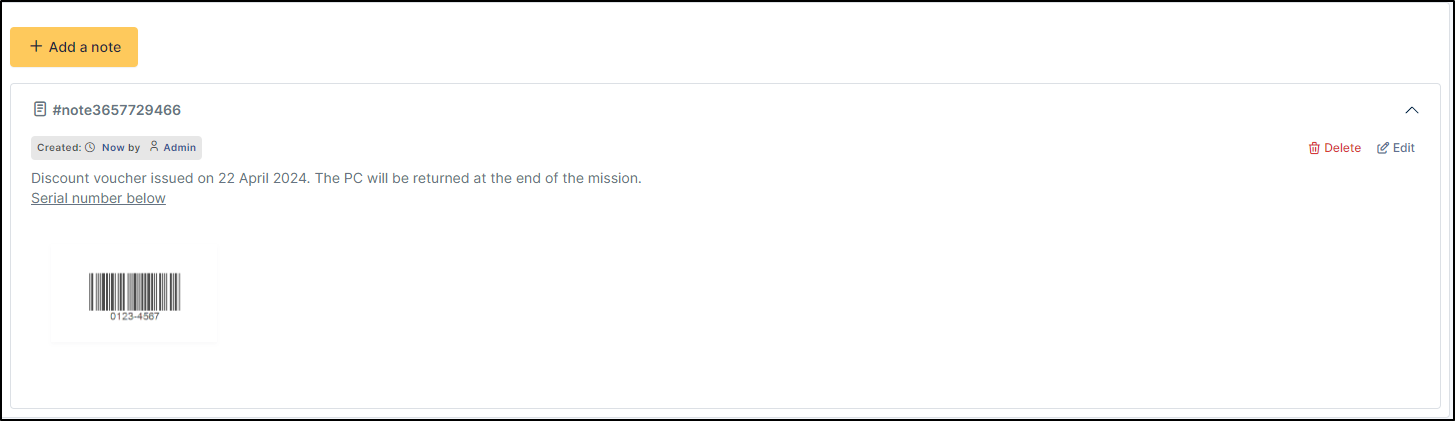 Add a note
#note3657729466
Created: Now by Admin
Delete Edit
Discount voucher issued on 22 April 2024. The PC will be returned at the end of the mission.
Serial number below
0123-4567